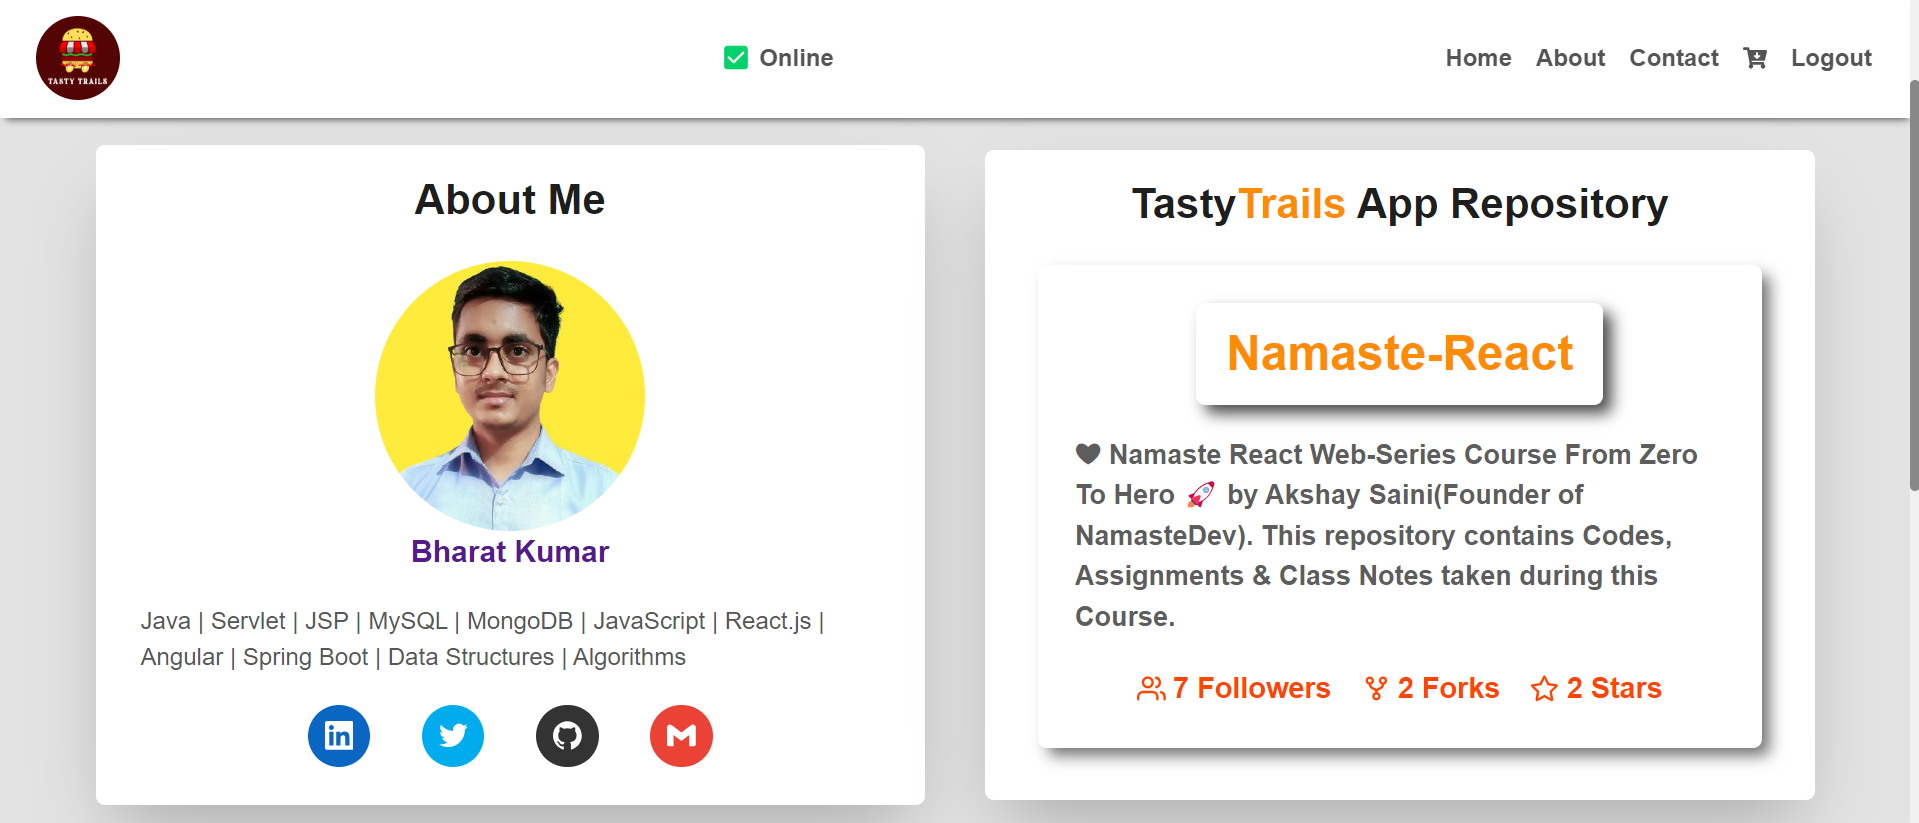 TASTY TRAILS
✅ Online
Home About Contact Logout
About Me
Bharat Kumar
Java | Servlet | JSP | MySQL | MongoDB | JavaScript | React.js |
Angular | Spring Boot | Data Structures | Algorithms
in
TastyTrails App Repository
Namaste-React
🖤 Namaste React Web-Series Course From Zero
To Hero 🚀 by Akshay Saini(Founder of
NamasteDev). This repository contains Codes,
Assignments & Class Notes taken during this
Course.
7 Followers 2 Forks 2 Stars